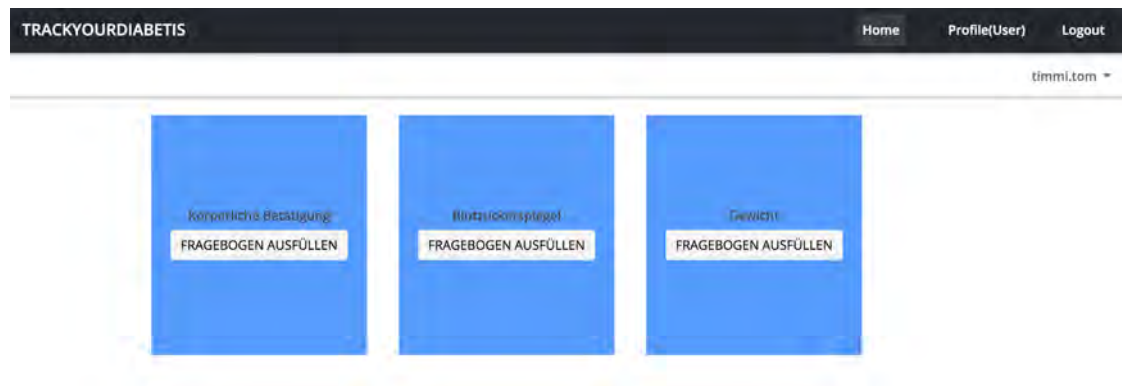 TRACKYOURDIABETIS
Home Profile(User) Logout
timmi.tom
Körperliche Betätigung Blutzuckerspiegel Gewicht
FRAGEBOGEN AUSFÜLLEN FRAGEBOGEN AUSFÜLLEN FRAGEBOGEN AUSFÜLLEN